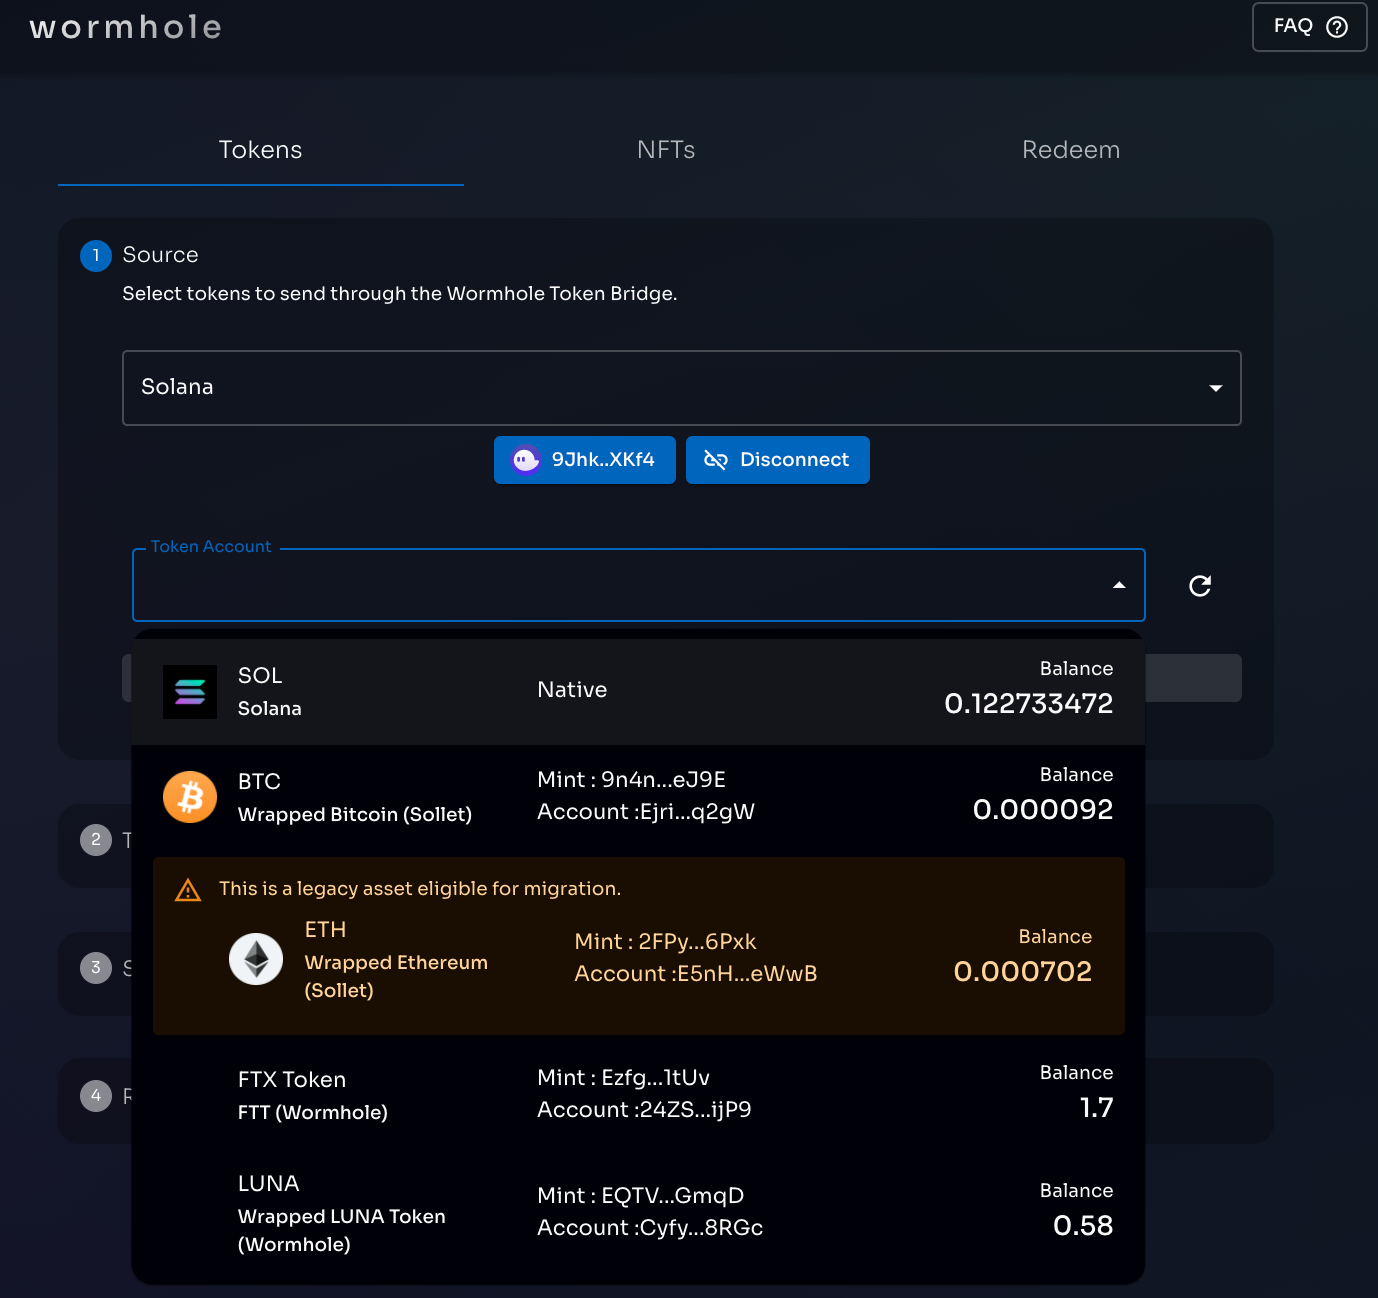 wormhole
FAQ
Tokens
NFTs
Redeem
1
Source
Select tokens to send through the Wormhole Token Bridge.
Solana
9Jhk..XKf4
Disconnect
Token Account
SOL
Solana
Native
Balance
0.122733472
BTC
Wrapped Bitcoin (Sollet)
Mint : 9n4n...eJ9E
Account :Ejri...q2gW
Balance
0.000092
This is a legacy asset eligible for migration.
ETH
Wrapped Ethereum
(Sollet)
Mint : 2FPy...6Pxk
Account :E5nH...eWwB
Balance
0.000702
FTX Token
FTT (Wormhole)
Mint : Ezfg...1tUv
Account :24ZS...ijP9
Balance
1.7
LUNA
Wrapped LUNA Token
(Wormhole)
Mint : EQTV...GmqD
Account :Cyfy...8RGc
Balance
0.58
2
3
4